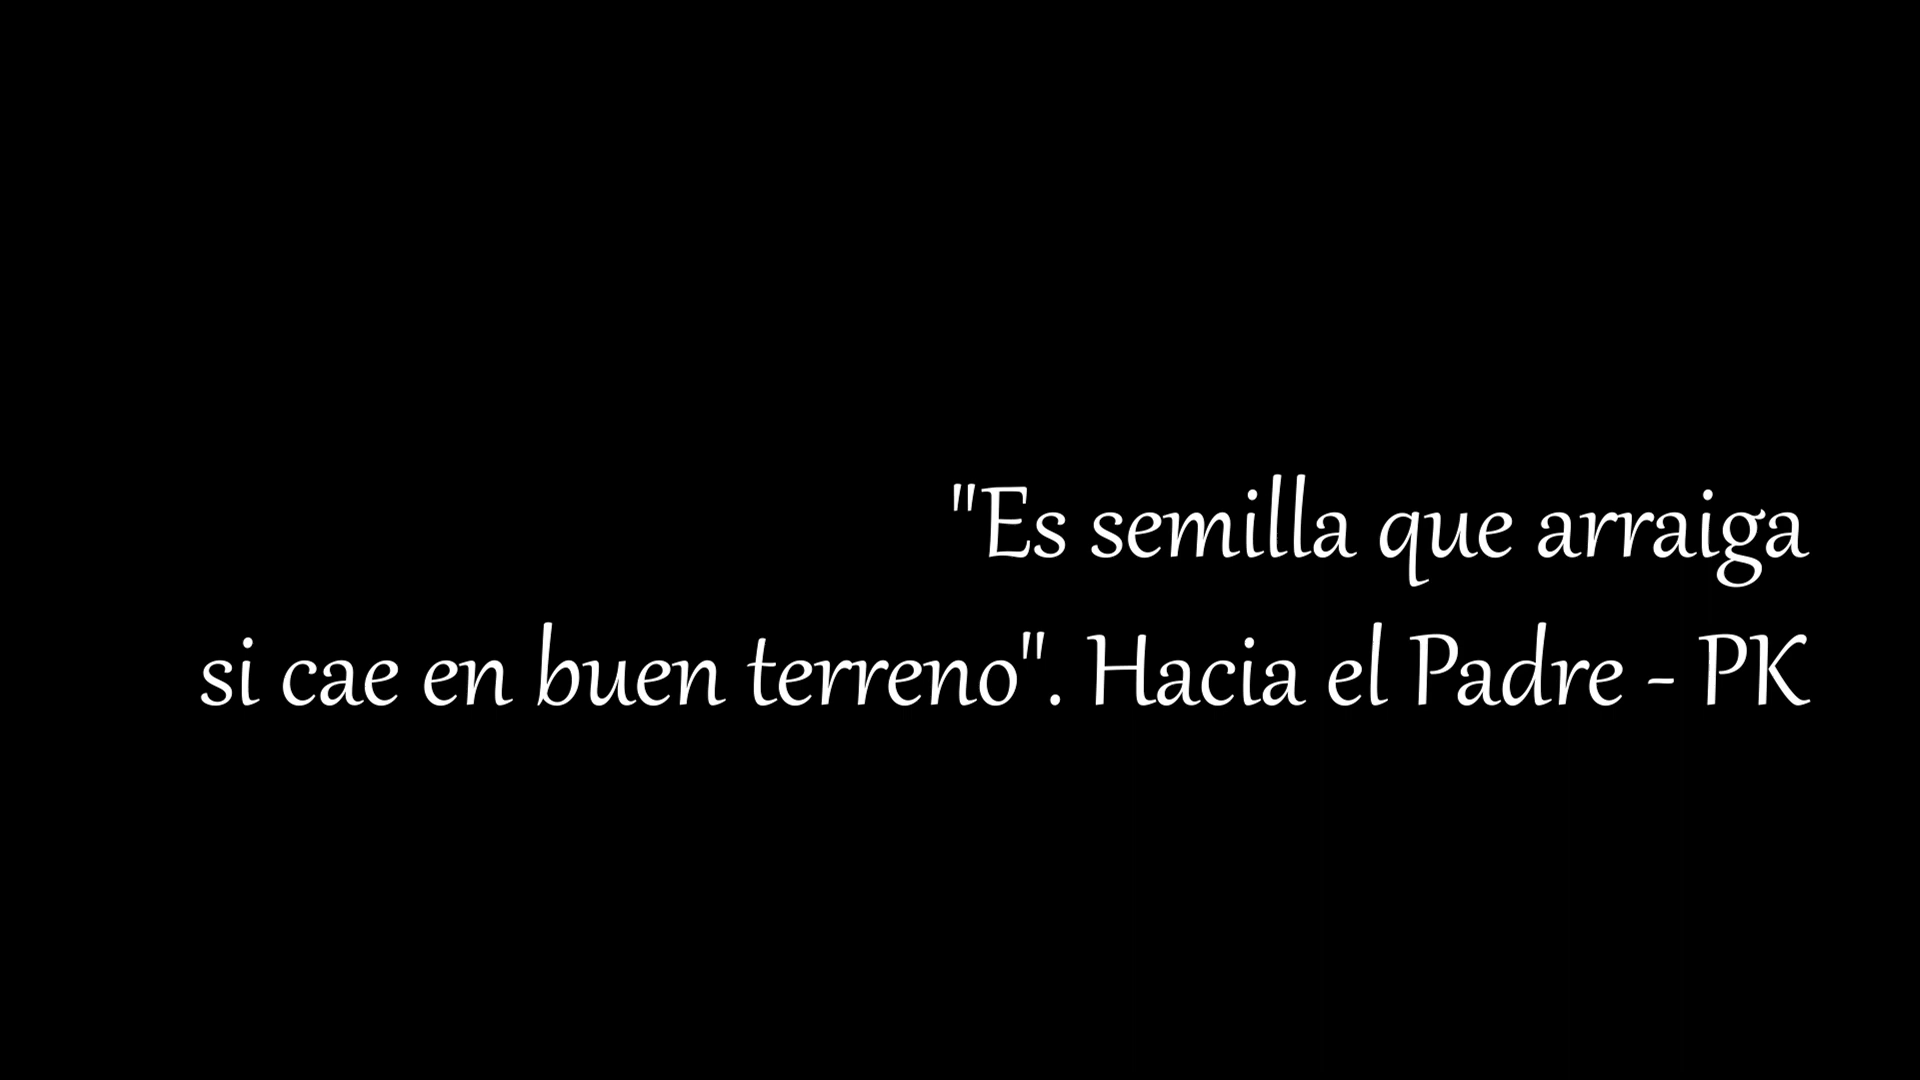 "Es semilla que arraiga
si cae en buen terreno". Hacia el Padre - PK